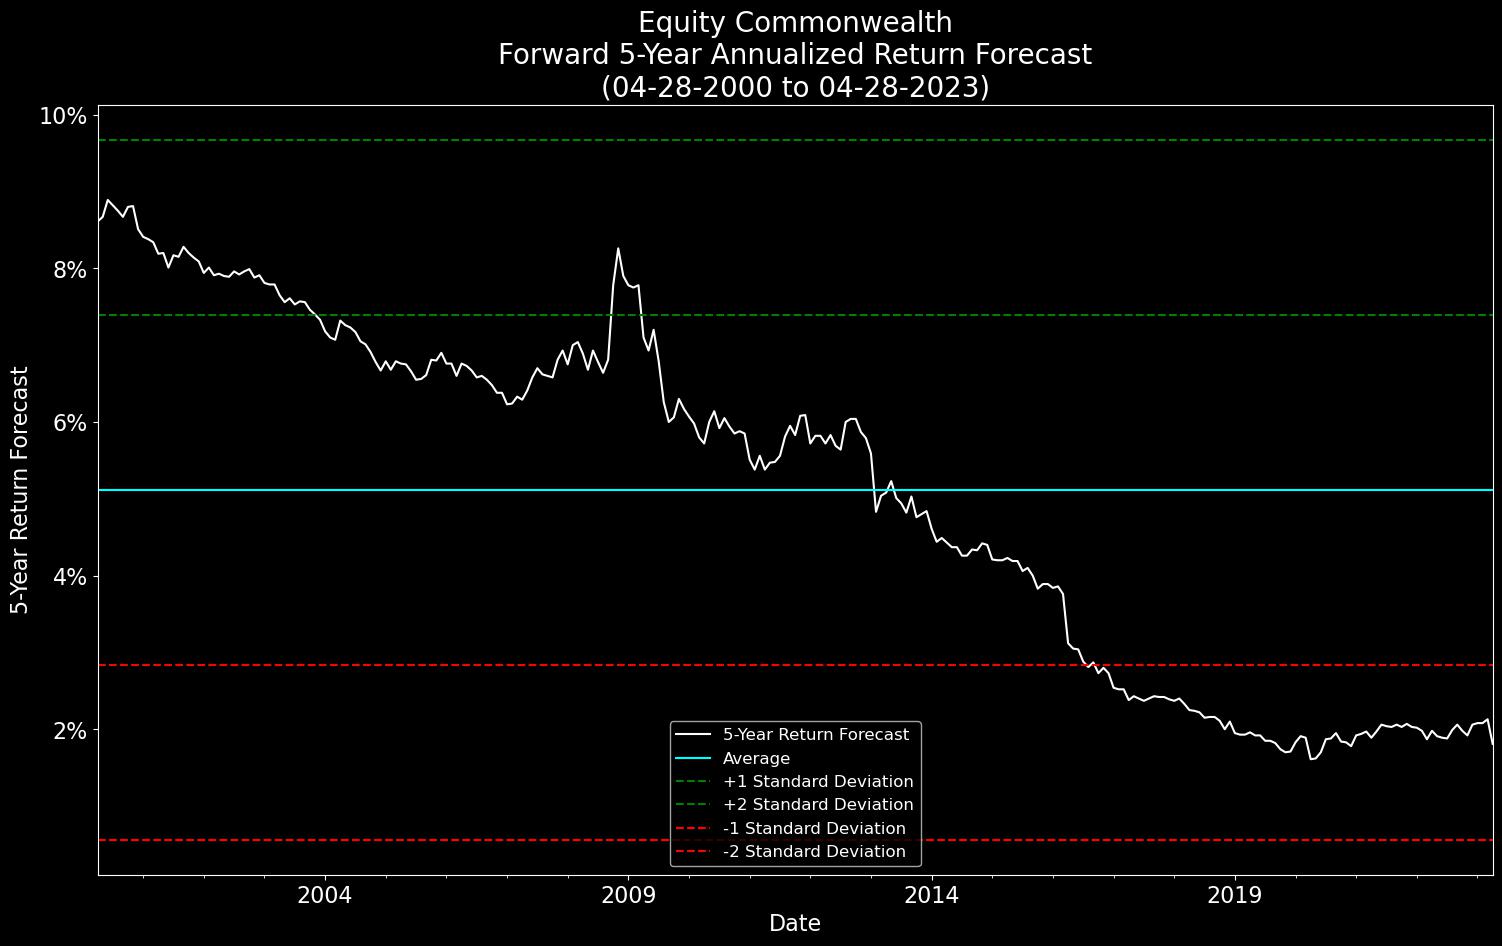 Equity Commonwealth
Forward 5-Year Annualized Return Forecast
(04-28-2000 to 04-28-2023)
10%
8%
6%
4%
2%
5-Year Return Forecast
5-Year Return Forecast
Average
+1 Standard Deviation
+2 Standard Deviation
-1 Standard Deviation
-2 Standard Deviation
2004
2009
2014
2019
Date